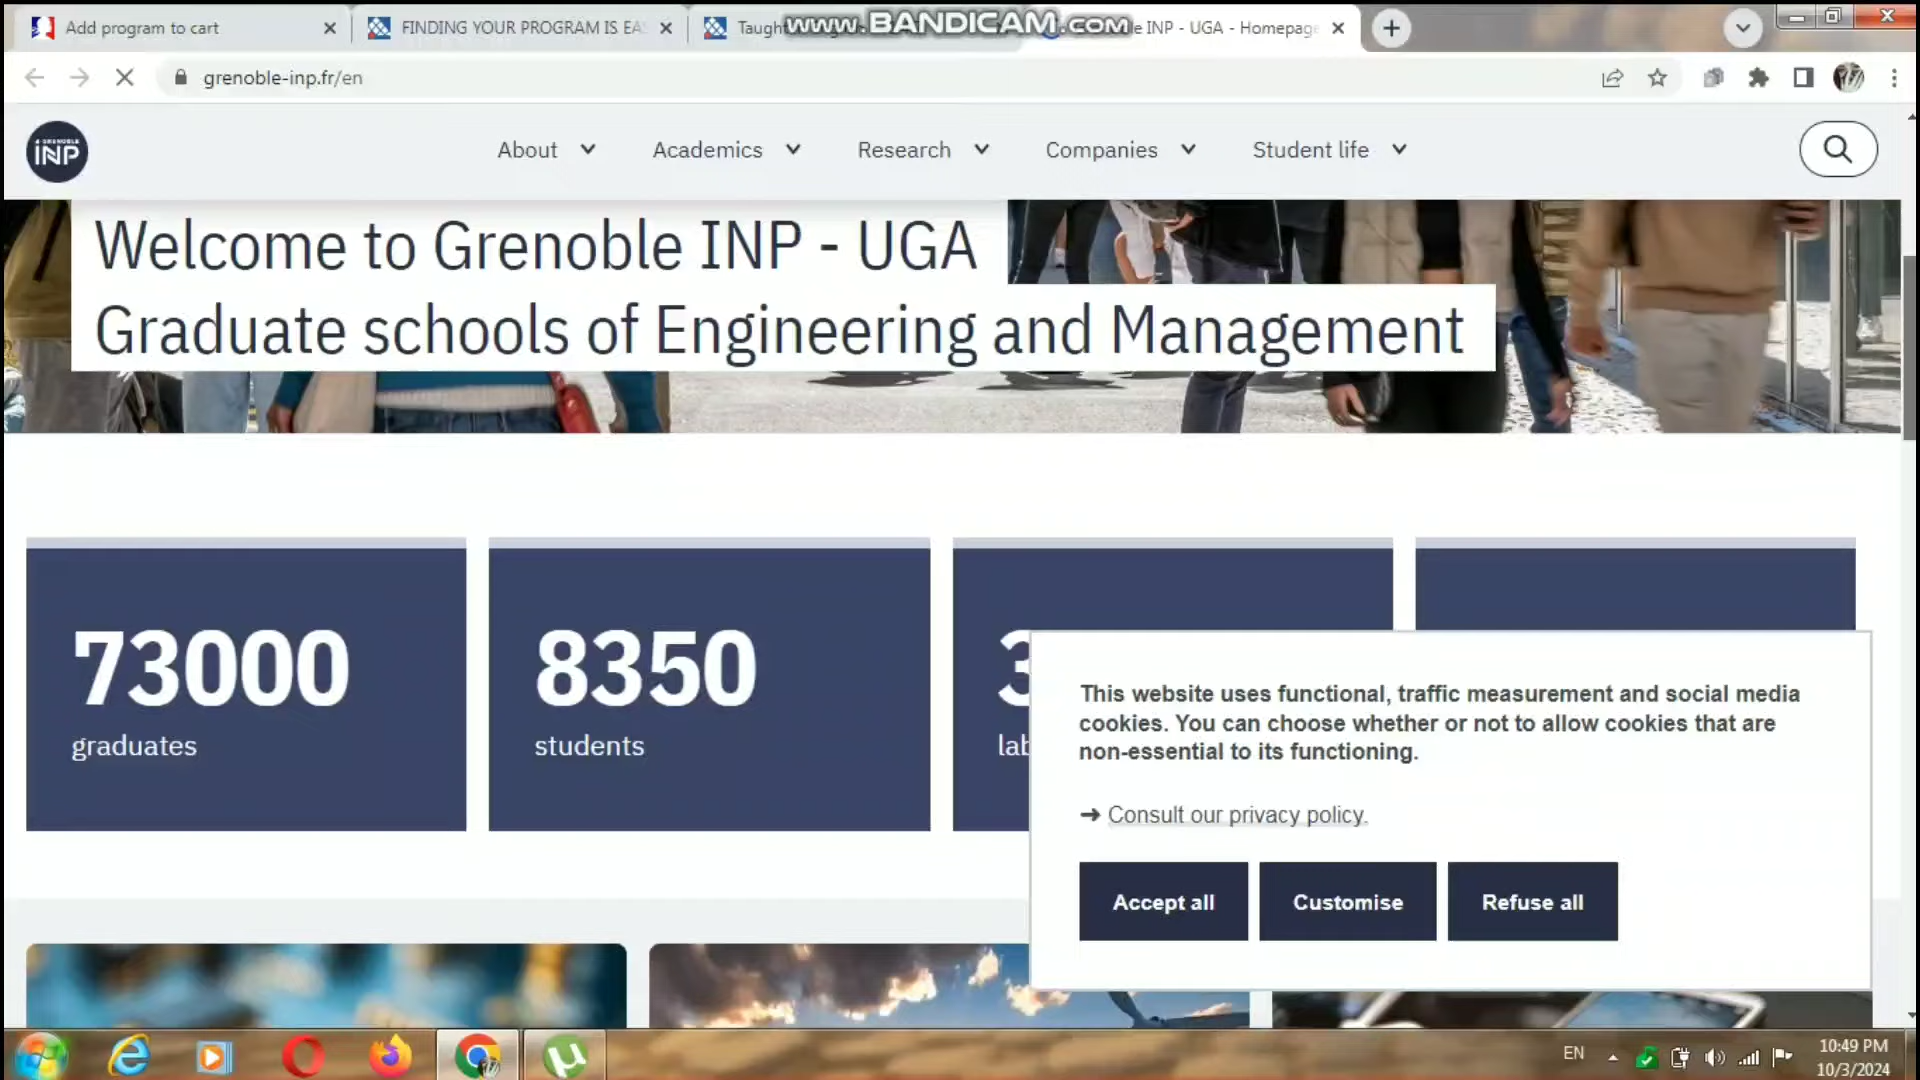 Add program to cart
FINDING YOUR PROGRAM IS EA
Taugh
www.BANDICAM.com
le INP - UGA - Homepage
grenoble-inp.fr/en
GRENOBLE
INP
About
Academics
Research
Companies
Student life
Welcome to Grenoble INP - UGA
Graduate schools of Engineering and Management
73000
graduates
8350
students
3
lab
This website uses functional, traffic measurement and social media
cookies. You can choose whether or not to allow cookies that are
non-essential to its functioning.
➔ Consult our privacy policy.
Accept all
Customise
Refuse all
EN
10:49 PM
10/3/2024